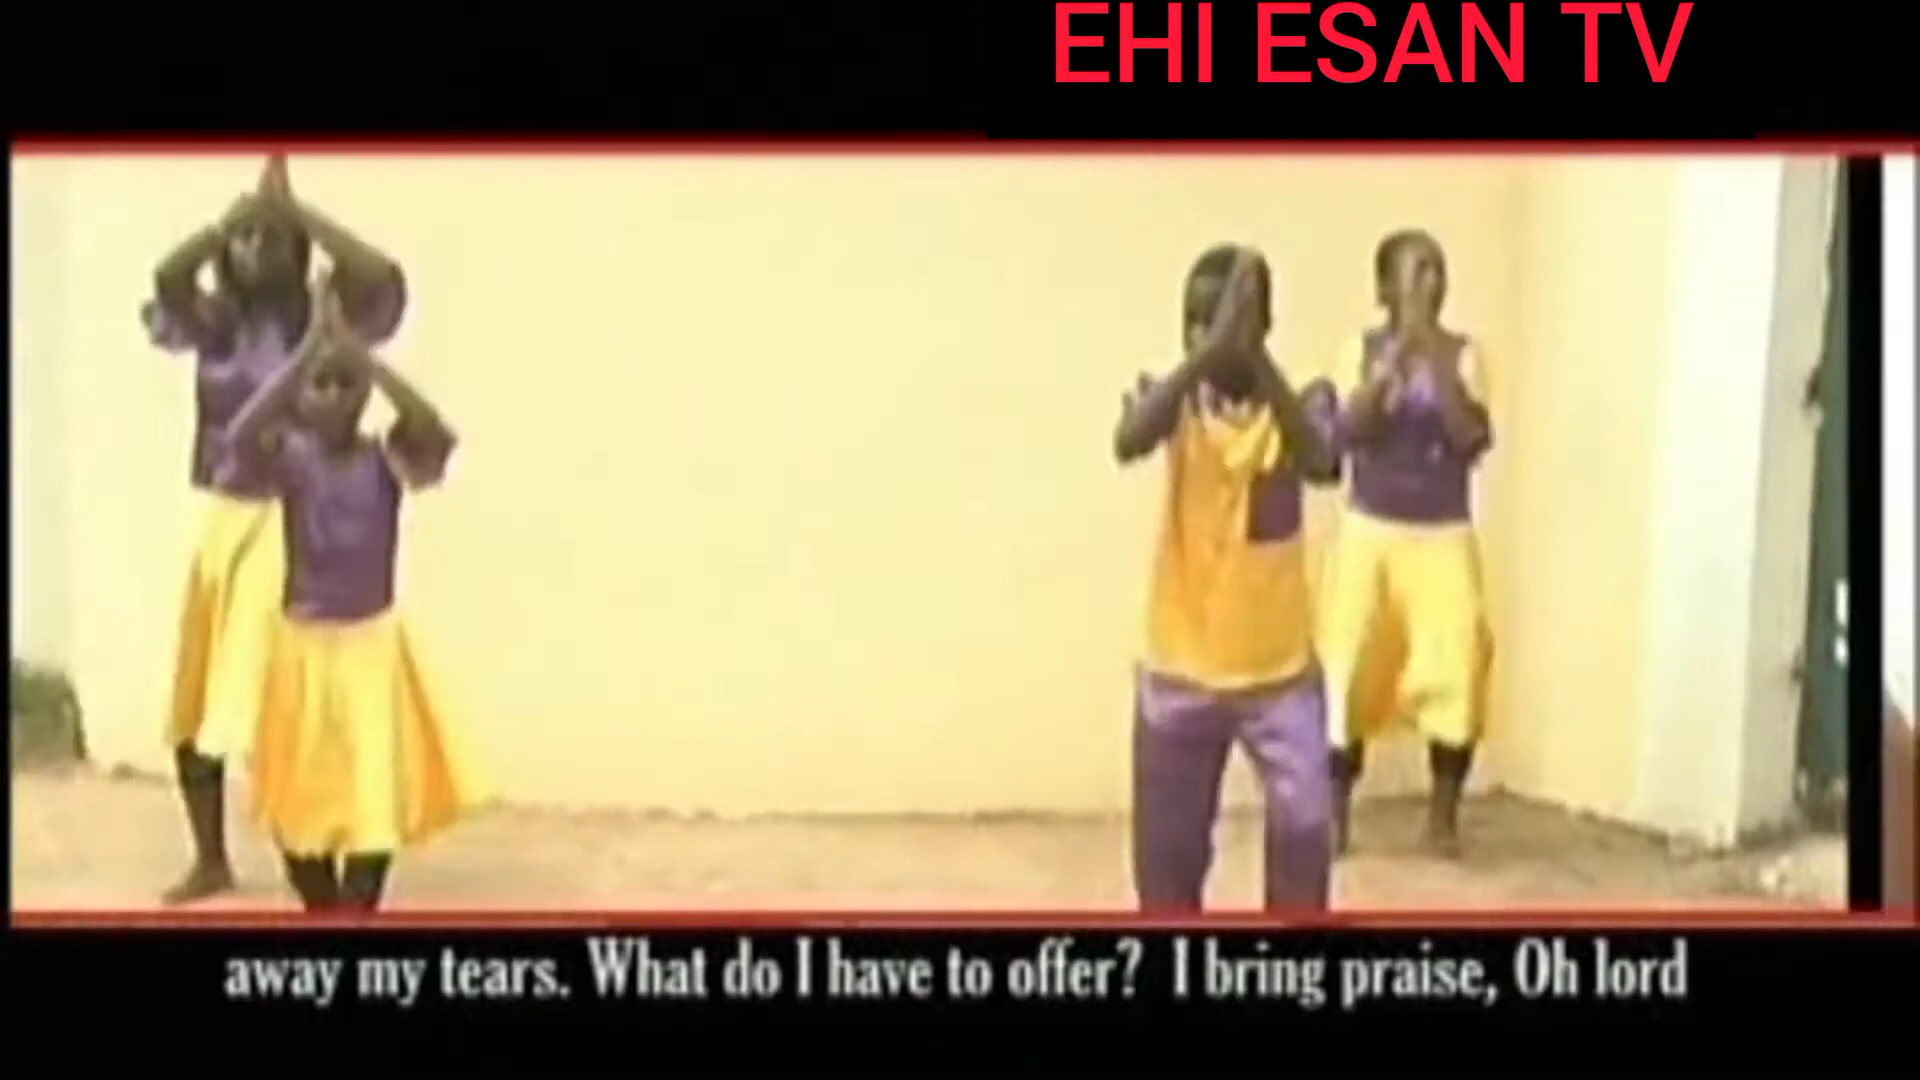 EHI ESAN TV
away my tears. What do I have to offer? I bring praise, Oh lord